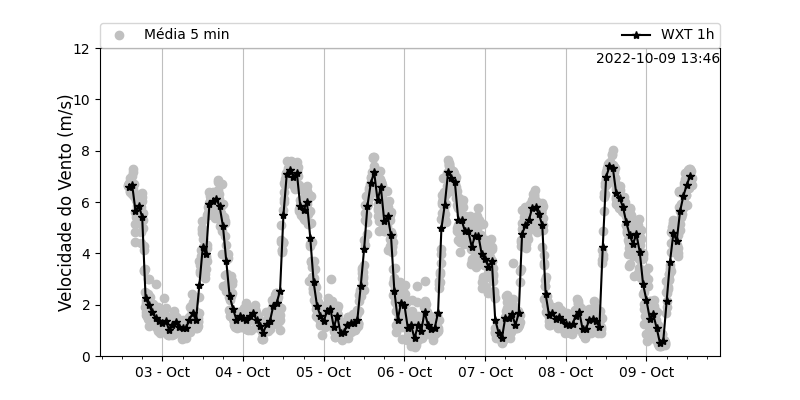 Média 5 min
WXT 1h
2022-10-09 13:46
Velocidade do Vento (m/s)
12
10
8
6
4
2
0
03 - Oct
04 - Oct
05 - Oct
06 - Oct
07 - Oct
08 - Oct
09 - Oct